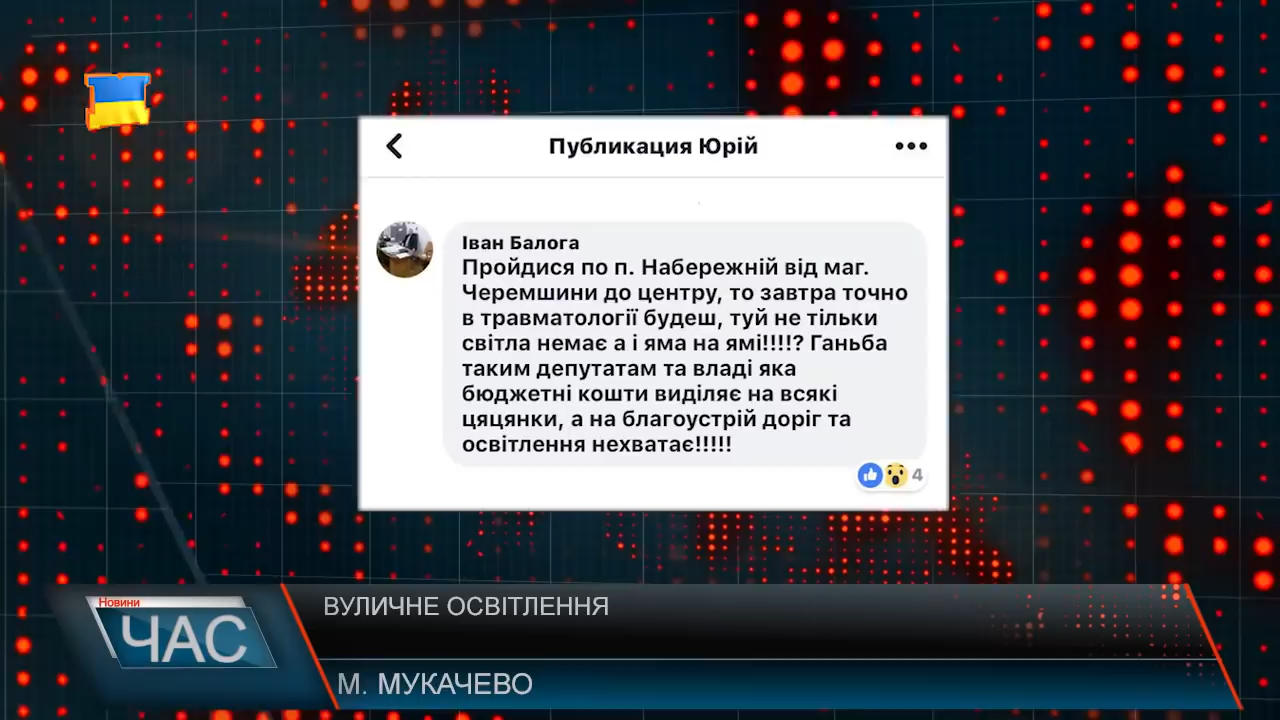 Публикация Юрій
Іван Балога
Пройдися по п. Набережній від маг.
Черемшини до центру, то завтра точно
в травматології будеш, туй не тільки
світла немає а і яма на ямі!!!!? Ганьба
таким депутатам та владі яка
бюджетні кошти виділяє на всякі
цяцянки, а на благоустрій доріг та
освітлення нехватає!!!!!
4
Новини
ЧАС
ВУЛИЧНЕ ОСВІТЛЕННЯ
М. МУКАЧЕВО